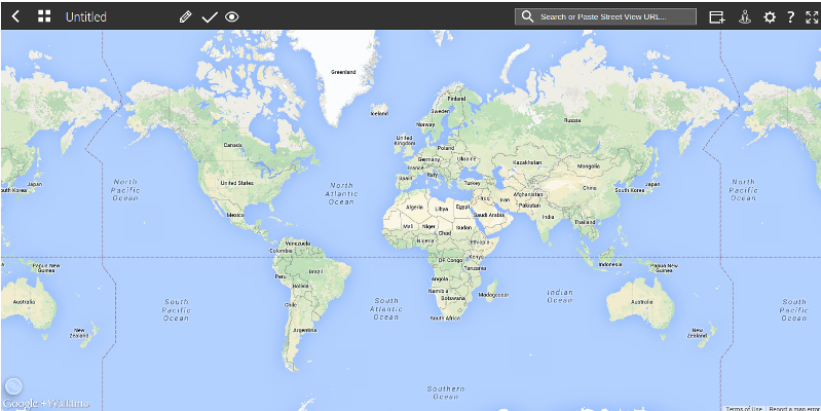 Untitled
Search or Paste Street View URL...
Greenland
Iceland
Finland
Sweden
Norway
Russia
Canada
United
Kingdom
Poland
Germany
Ukraine
France
Kazakhstan
Mongolia
Spain
Italy
Turkey
North
Pacific
Ocean
United States
North
Atlantic
Ocean
China
South Korea
Japan
North
Pacific
Ocean
Japan
South Korea
Afghanistan
Iraq
Iran
Pakistan
Algeria
Libya
Egypt
Saudi Arabia
Mexico
India
Mali
Niger
Chad
Sudan
Thailand
Nigeria
Ethiopia
Venezuela
Colombia
Kenya
DR Congo
Tanzania
Papua New
Guinea
Indonesia
Papua New
Guinea
Peru
Brazil
Bolivia
Angola
Namibia
Botswana
Madagascar
Indian
Ocean
Australia
South
Pacific
Ocean
Chile
South
Atlantic
Ocean
Australia
South
Pacific
Ocean
South Africa
Argentina
New
Zealand
New
Zealand
Southern
Ocean
Google
Terms of Use
Report a map error